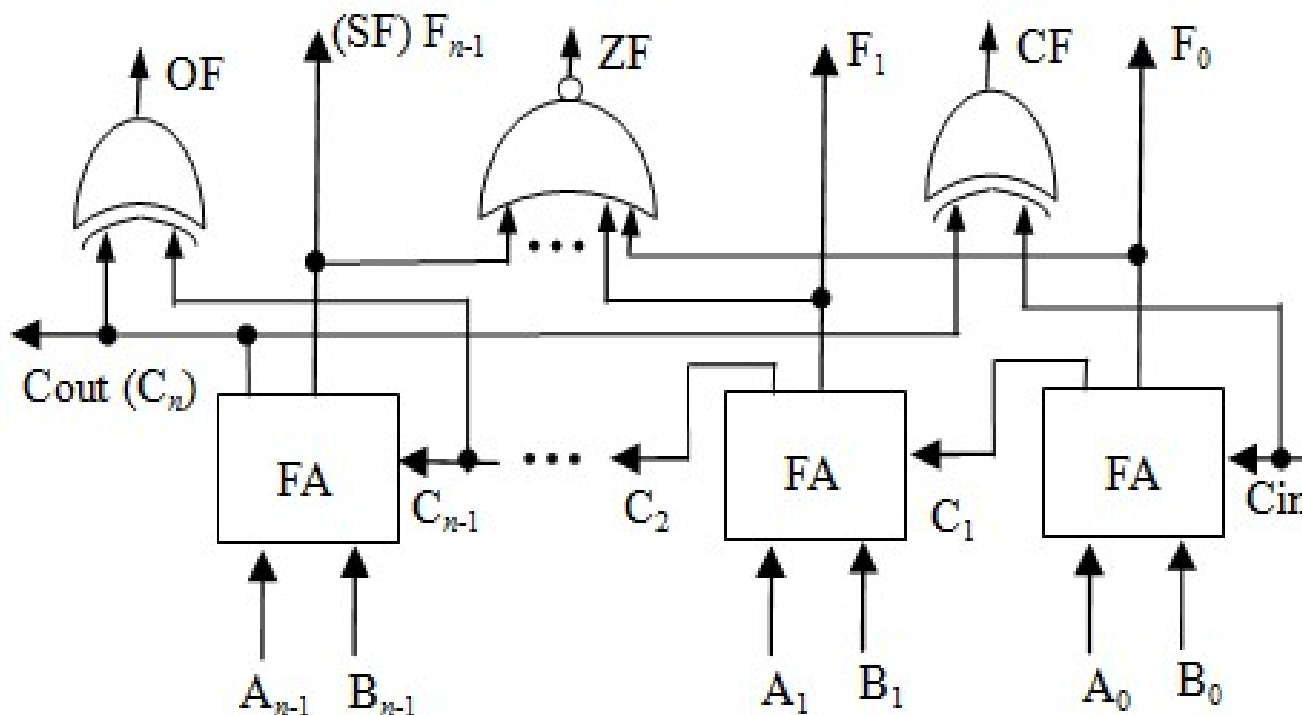 OF
(SF) Fn-1
ZF
F1
CF
F0
Cout (Cn)
FA
Cn-1
C2
FA
C1
FA
Cin
An-1
Bn-1
A1
B1
A0
B0